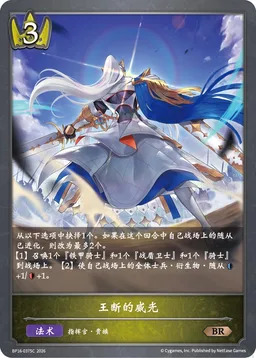 3
从以下选项中抉择1个。如果在这个回合中自己战场上的随从
已进化，则改为最多2个。
【1】召唤1个『铁甲骑士』和1个『战盾卫士』和1个『骑士』
到战场上。
【2】使自己战场上的全体士兵·衍生物·随从
+1/+1。
王断的威光
法术
指挥官·贵族
BR
BP16-057SC 2026
© Cygames, Inc. Published by NetEase Games